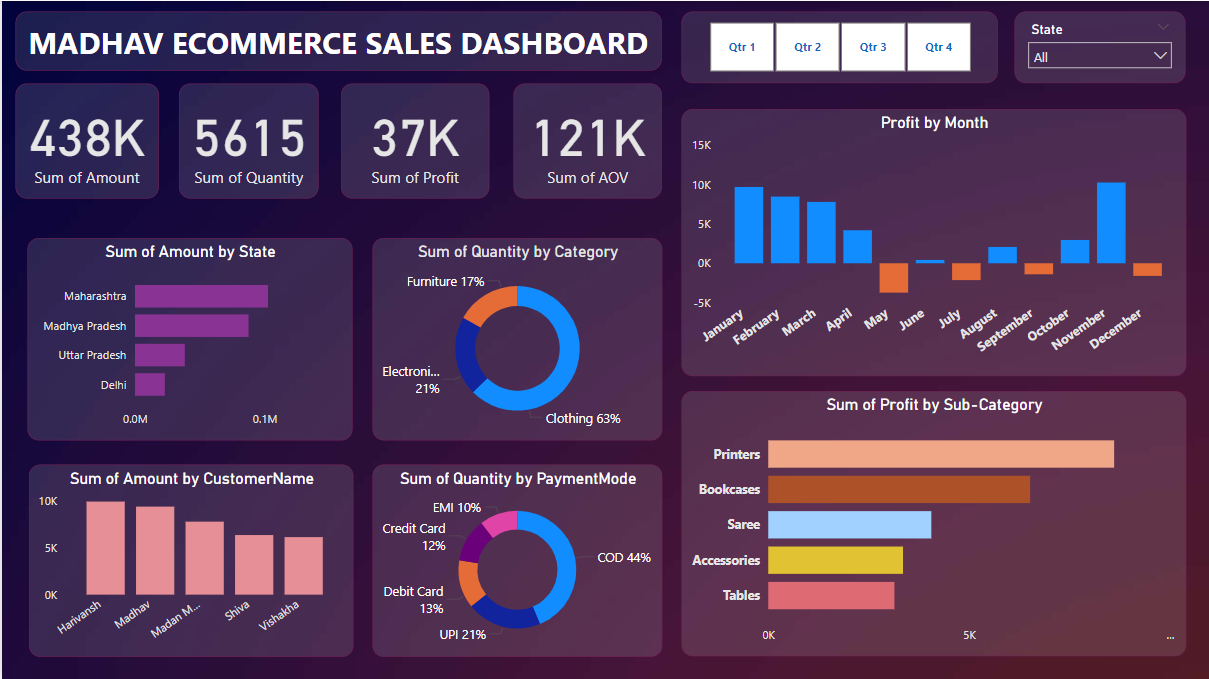 MADHAV ECOMMERCE SALES DASHBOARD
Qtr 1
Qtr 2
Qtr 3
Qtr 4
State
All
438K
Sum of Amount
5615
Sum of Quantity
37K
Sum of Profit
121K
Sum of AOV
Profit by Month
15K
10K
5K
0K
-5K
January
February
March
April
May
June
July
August
September
October
November
December
Sum of Amount by State
Maharashtra
Madhya Pradesh
Uttar Pradesh
Delhi
0.0M
0.1M
Sum of Quantity by Category
Furniture 17%
Electroni...
21%
Clothing 63%
Sum of Profit by Sub-Category
Printers
Bookcases
Saree
Accessories
Tables
0K
5K
...
Sum of Amount by CustomerName
10K
5K
0K
Harivansh
Madhav
Madan M...
Shiva
Vishakha
Sum of Quantity by PaymentMode
EMI 10%
Credit Card
12%
COD 44%
Debit Card
13%
UPI 21%